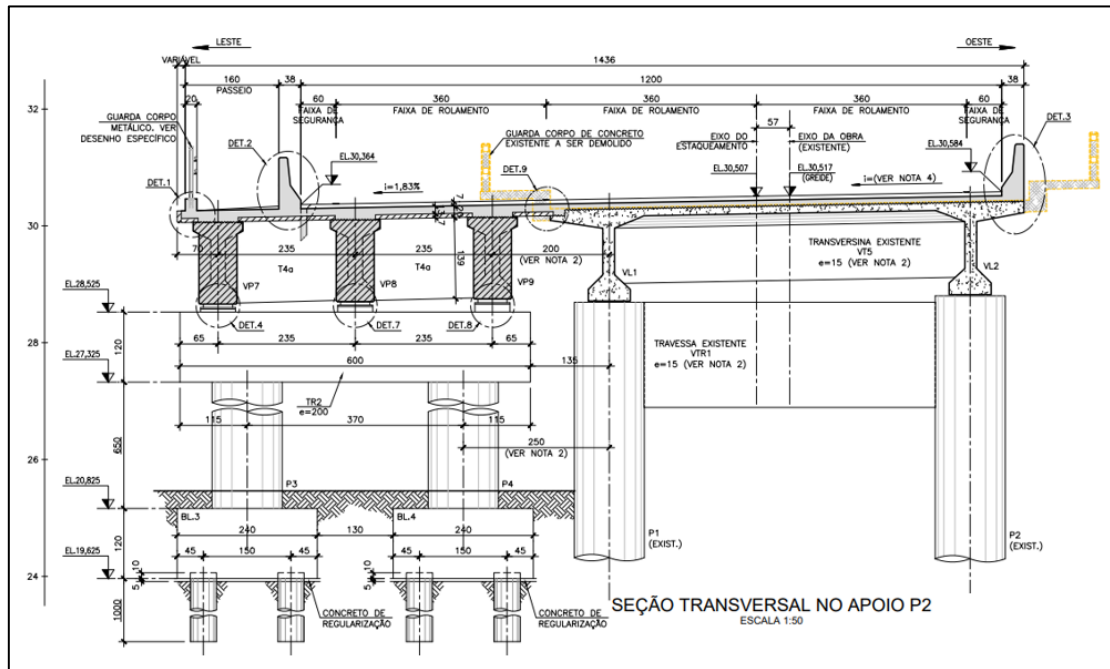 LESTE
OESTE
VARIÁVEL
1436
160
PASSEIO
38
1200
38
20
60
FAIXA DE
SEGURANÇA
360
FAIXA DE ROLAMENTO
360
FAIXA DE ROLAMENTO
360
FAIXA DE ROLAMENTO
60
FAIXA DE
SEGURANÇA
57
GUARDA CORPO
METÁLICO. VER
DESENHO ESPECÍFICO
DET.2
GUARDA CORPO DE CONCRETO
EXISTENTE A SER DEMOLIDO
EIXO DO
ESTAQUEAMENTO
EIXO DA OBRA
(EXISTENTE)
DET.3
EL.30,364
EL.30,507
EL.30,517
(GREIDE)
EL.30,584
DET.1
i=1,83%
DET.9
i=(VER NOTA 4)
70
235
235
200
(VER NOTA 2)
139
T4a
T4a
VP7
VP8
VP9
VL1
VL2
TRANSVERSINA EXISTENTE
VT5
e=15 (VER NOTA 2)
EL.28,525
DET.4
DET.7
DET.8
65
235
235
65
600
135
TRAVESSA EXISTENTE
VTR1
e=15 (VER NOTA 2)
120
EL.27,325
TR2
e=200
115
370
115
250
(VER NOTA 2)
650
EL.20,825
P3
P4
BL.3
BL.4
240
130
240
120
45
150
45
45
150
45
P1
(EXIST.)
P2
(EXIST.)
EL.19,625
10
5
10
5
1000
CONCRETO DE
REGULARIZAÇÃO
CONCRETO DE
REGULARIZAÇÃO
32
30
28
26
24
SEÇÃO TRANSVERSAL NO APOIO P2
ESCALA 1:50